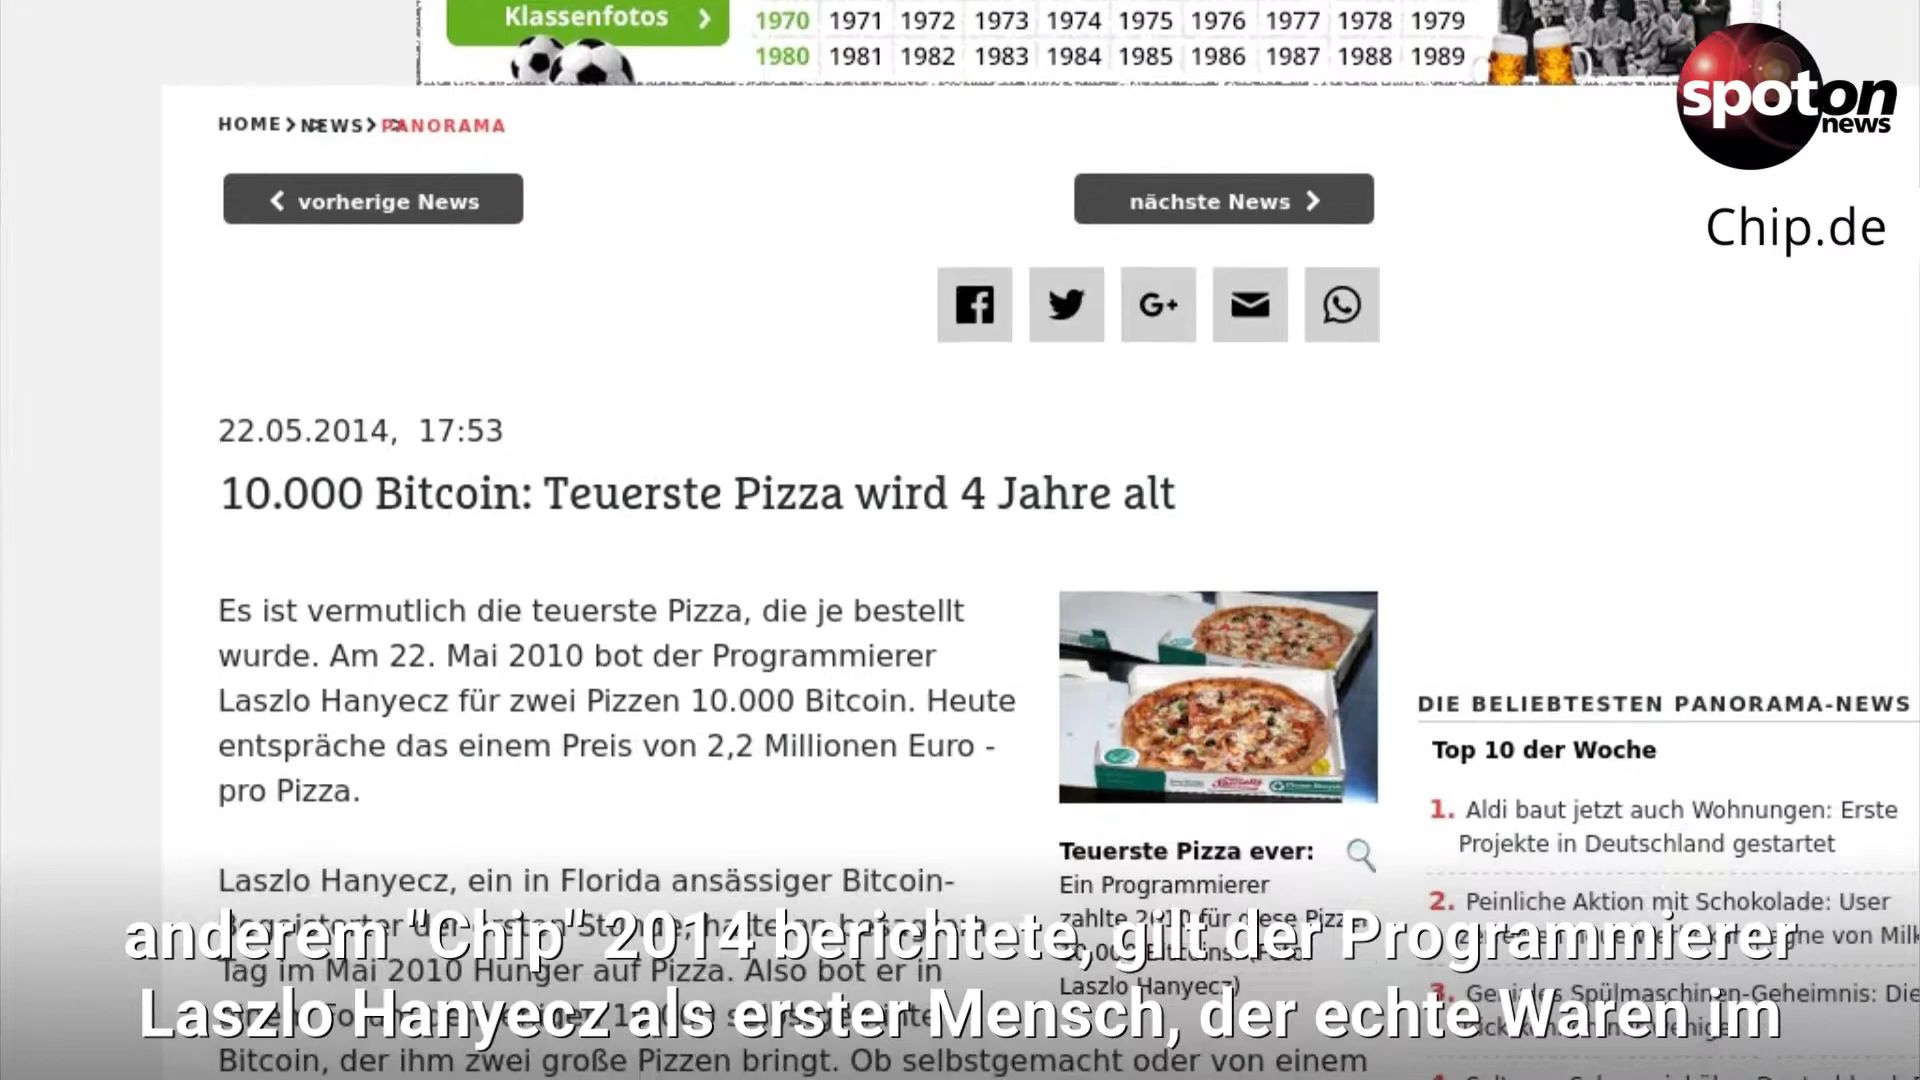 Klassenfotos
1970 1971 1972 1973 1974 1975 1976 1977 1978 1979
1980 1981 1982 1983 1984 1985 1986 1987 1988 1989
spoton
news
Chip.de
HOME NEWS PANORAMA
vorherige News
nächste News
G+
22.05.2014, 17:53
10.000 Bitcoin: Teuerste Pizza wird 4 Jahre alt
Es ist vermutlich die teuerste Pizza, die je bestellt
wurde. Am 22. Mai 2010 bot der Programmierer
Laszlo Hanyecz für zwei Pizzen 10.000 Bitcoin. Heute
entspräche das einem Preis von 2,2 Millionen Euro -
pro Pizza.
Laszlo Hanyecz, ein in Florida ansässiger Bitcoin-
Tag im Mai 2010 Hunger auf Pizza. Also bot er in
Bitcoin, der ihm zwei große Pizzen bringt. Ob selbstgemacht oder von einem
Teuerste Pizza ever:
Ein Programmierer
zahlte 2010 für diese Pizza
Laszlo Hanyecz)
DIE BELIEBTESTEN PANORAMA-NEWS
Top 10 der Woche
1. Aldi baut jetzt auch Wohnungen: Erste
Projekte in Deutschland gestartet
2. Peinliche Aktion mit Schokolade: User
von
3. Geniales Spülmaschinen-Geheimnis: Die
anderem "Chip" 2014 berichtete, gilt der Programmierer
Laszlo Hanyecz als erster Mensch, der echte Waren im